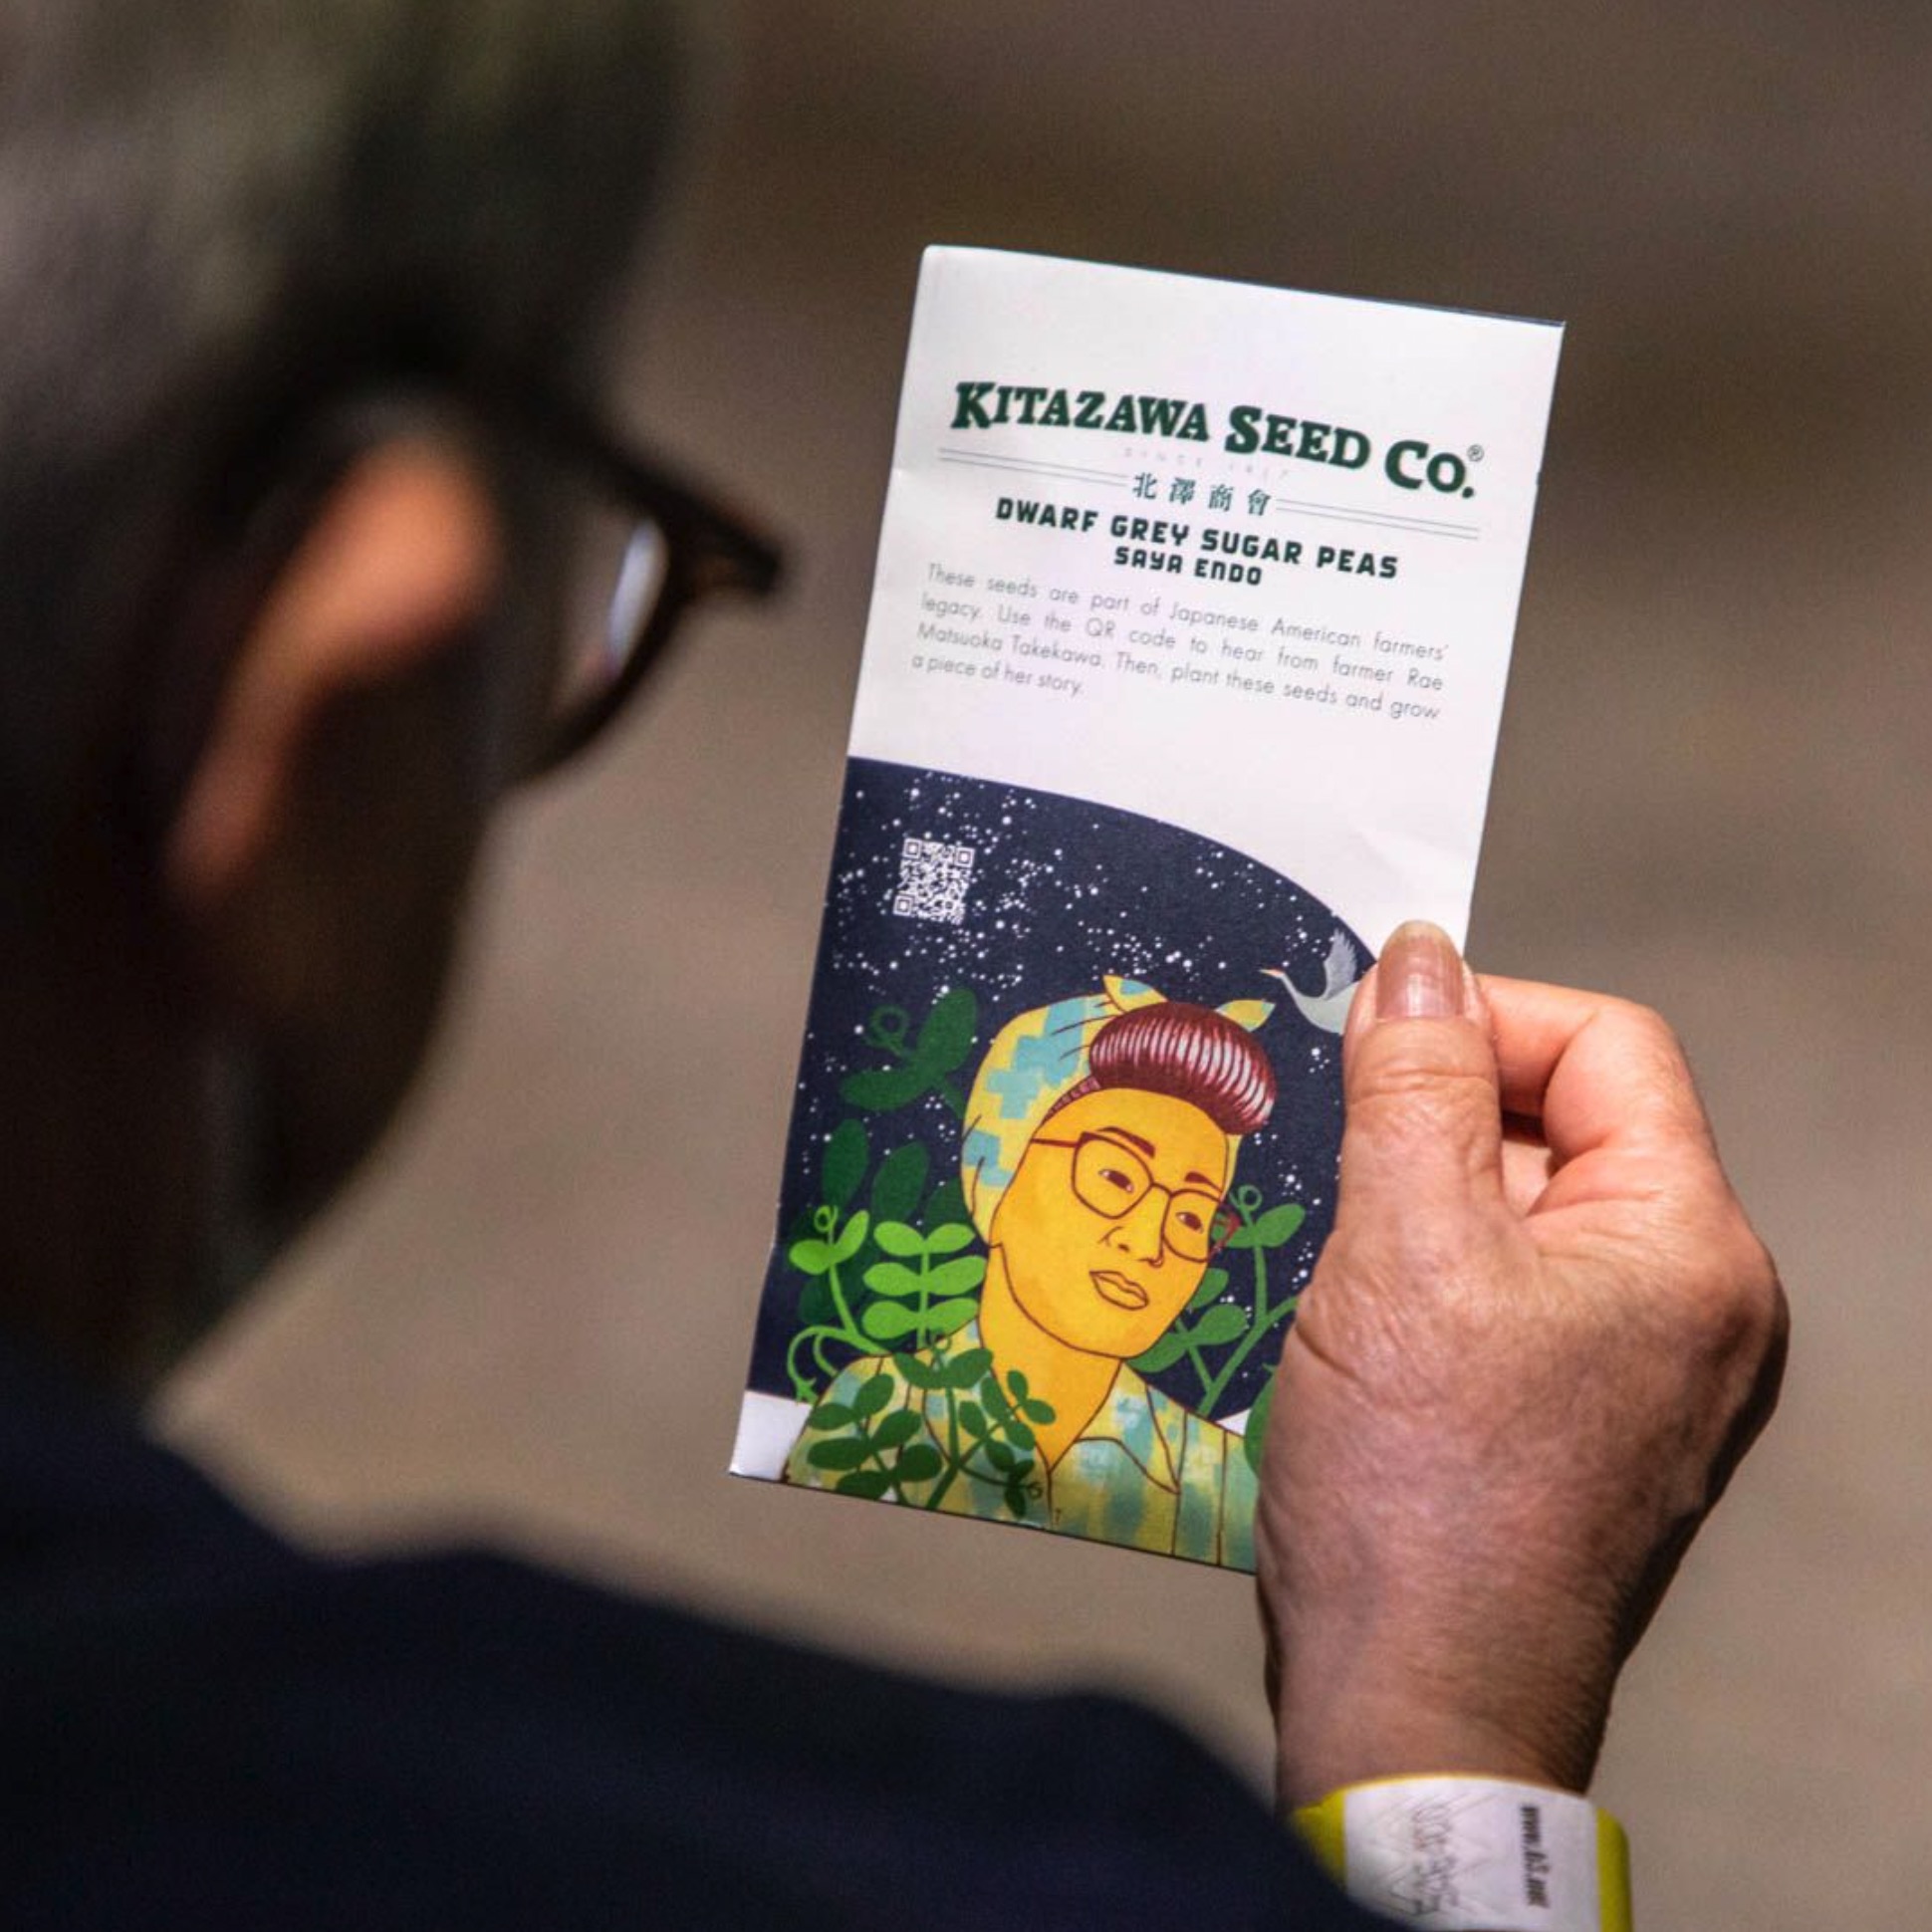 KITAZAWA SEED CO.®
SINCE 1917
北澤商會
DWARF GREY SUGAR PEAS
SAYA ENDO
These seeds are part of Japanese American farmers'
legacy. Use the QR code to hear from farmer Rae
Matsuoka Takekawa. Then, plant these seeds and grow
a piece of her story.